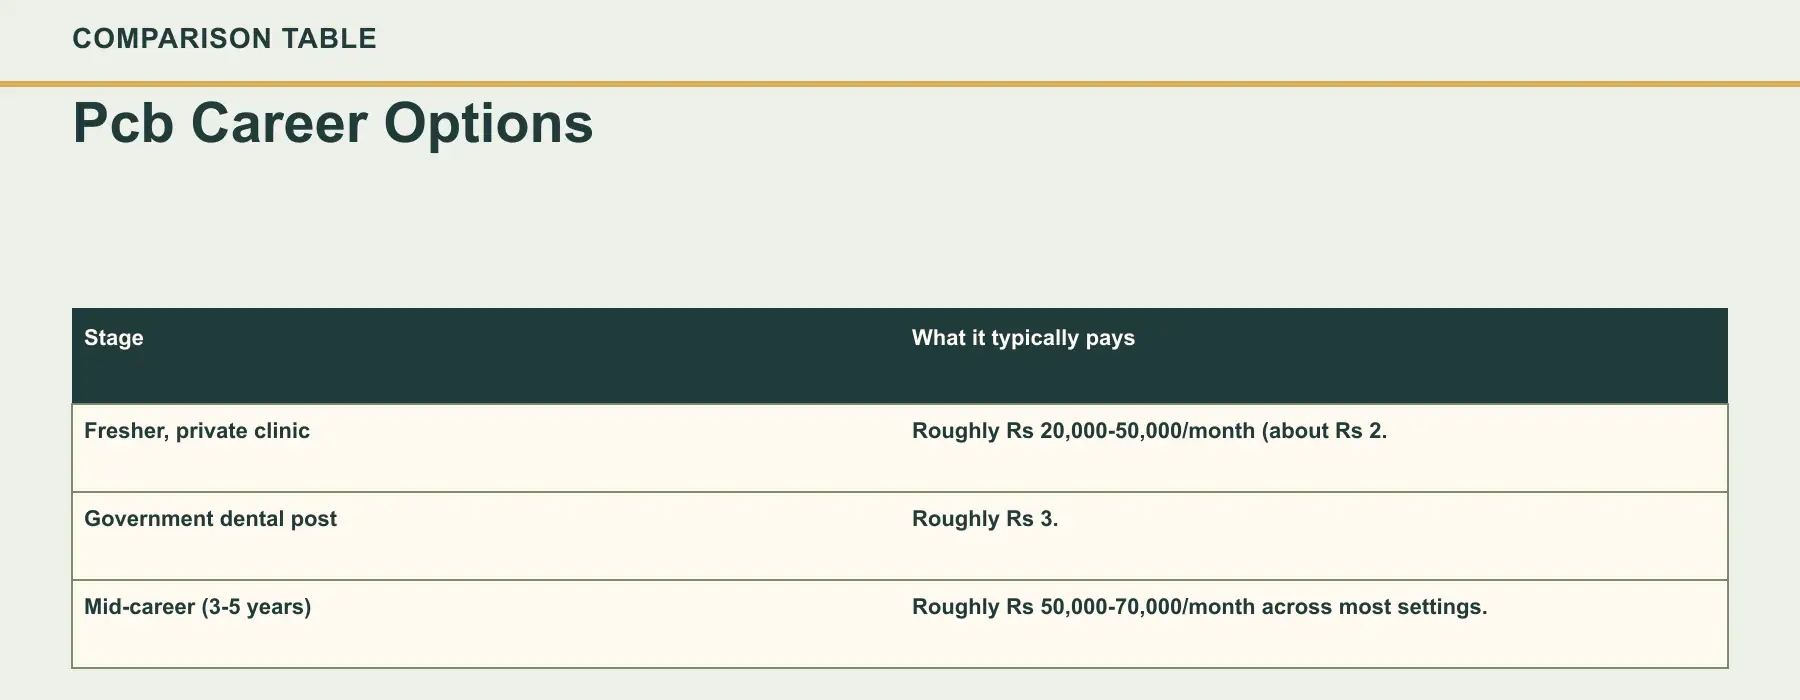 COMPARISON TABLE
Pcb Career Options
Stage What it typically pays
Fresher, private clinic Roughly Rs 20,000-50,000/month (about Rs 2.
Government dental post Roughly Rs 3.
Mid-career (3-5 years) Roughly Rs 50,000-70,000/month across most settings.